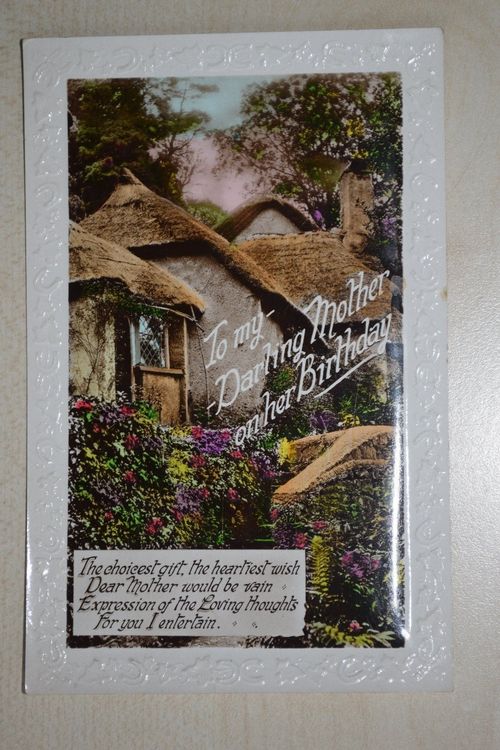 To my-
Darling Mother
on her Birthday
The choicest gift, the heartiest wish
Dear Mother would be vain
Expression of the Loving thoughts
For you I entertain.